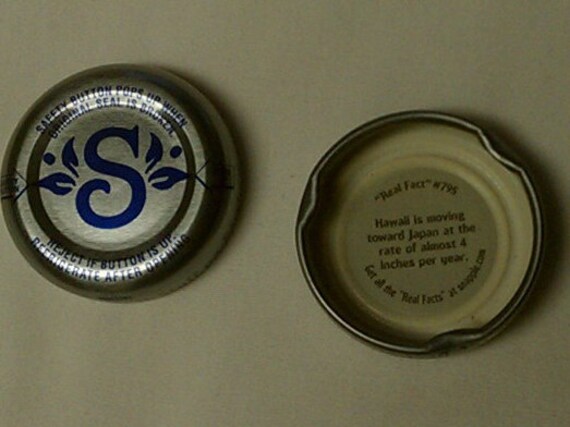 SAFETY BUTTON POPS UP WHEN
ORIGINAL SEAL IS BROKEN
S
REJECT IF BUTTON IS UP
REFRIGERATE AFTER OPENING
"Real Fact" #795
Hawaii is moving
toward Japan at the
rate of almost 4
inches per year.
Get all the "Real Facts" at snapple.com